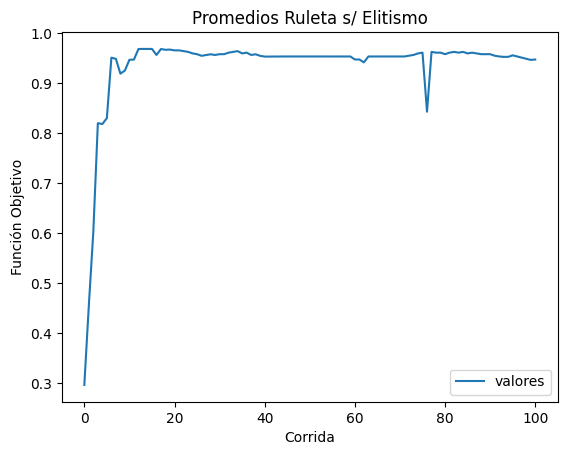 Promedios Ruleta s/ Elitismo
Función Objetivo
1.0
0.9
0.8
0.7
0.6
0.5
0.4
0.3
valores
0 20 40 60 80 100
Corrida